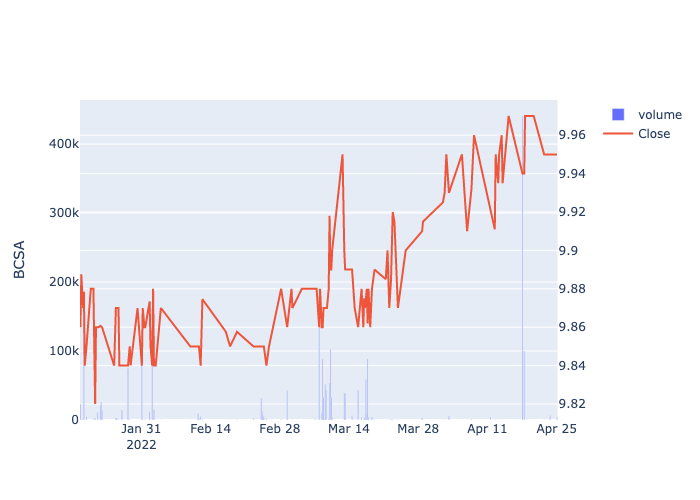 volume
Close
BCSA
400k
300k
200k
100k
0
9.96
9.94
9.92
9.9
9.88
9.86
9.84
9.82
Jan 31
2022
Feb 14
Feb 28
Mar 14
Mar 28
Apr 11
Apr 25